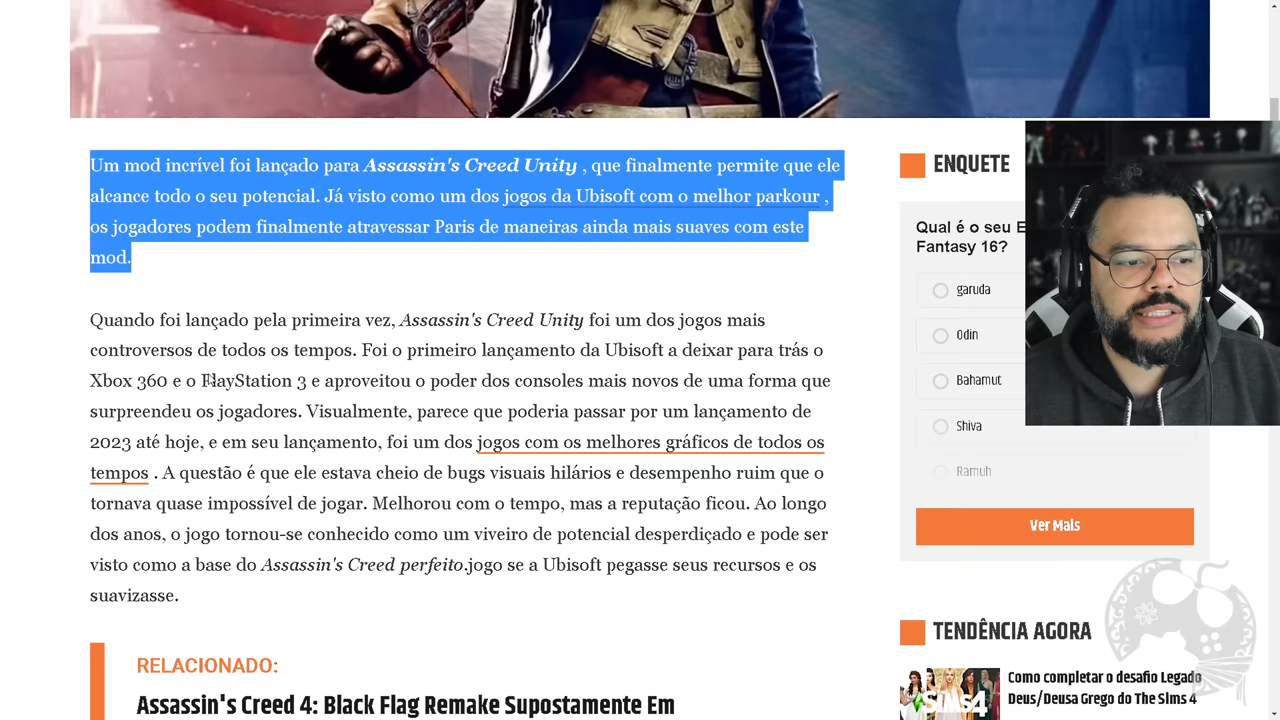 Um mod incrível foi lançado para Assassin's Creed Unity , que finalmente permite que ele
alcance todo o seu potencial. Já visto como um dos jogos da Ubisoft com o melhor parkour ,
os jogadores podem finalmente atravessar Paris de maneiras ainda mais suaves com este
mod.
Quando foi lançado pela primeira vez, Assassin's Creed Unity foi um dos jogos mais
controversos de todos os tempos. Foi o primeiro lançamento da Ubisoft a deixar para trás o
Xbox 360 e o PlayStation 3 e aproveitou o poder dos consoles mais novos de uma forma que
surpreendeu os jogadores. Visualmente, parece que poderia passar por um lançamento de
2023 até hoje, e em seu lançamento, foi um dos jogos com os melhores gráficos de todos os
tempos . A questão é que ele estava cheio de bugs visuais hilários e desempenho ruim que o
tornava quase impossível de jogar. Melhorou com o tempo, mas a reputação ficou. Ao longo
dos anos, o jogo tornou-se conhecido como um viveiro de potencial desperdiçado e pode ser
visto como a base do Assassin's Creed perfeito.jogo se a Ubisoft pegasse seus recursos e os
suavizasse.
RELACIONADO:
Assassin's Creed 4: Black Flag Remake Supostamente Em
ENQUETE
Qual é o seu E
Fantasy 16?
garuda
Odin
Bahamut
Shiva
Ramuh
Ver Mais
TENDÊNCIA AGORA
SIMS4
Como completar o desafio Legado
Deus/Deusa Grego do The Sims 4